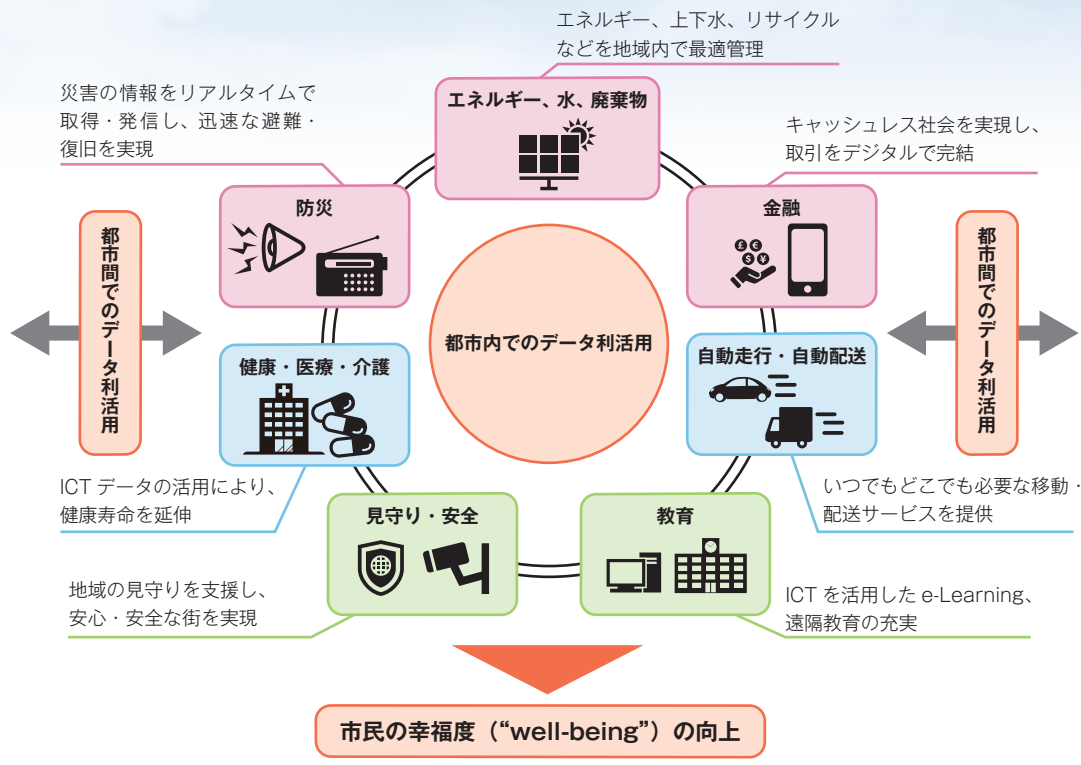 エネルギー、上下水、リサイクル
などを地域内で最適管理
災害の情報をリアルタイムで
取得・発信し、迅速な避難・
復旧を実現
エネルギー、水、廃棄物
キャッシュレス社会を実現し、
取引をデジタルで完結
防災
金融
£ €
$ ¥
都市間でのデータ利活用
都市内でのデータ利活用
都市間でのデータ利活用
健康・医療・介護
自動走行・自動配送
ICT データの活用により、
健康寿命を延伸
いつでもどこでも必要な移動・
配送サービスを提供
見守り・安全
教育
地域の見守りを支援し、
安心・安全な街を実現
ICT を活用した e-Learning、
遠隔教育の充実
市民の幸福度（“well-being”）の向上